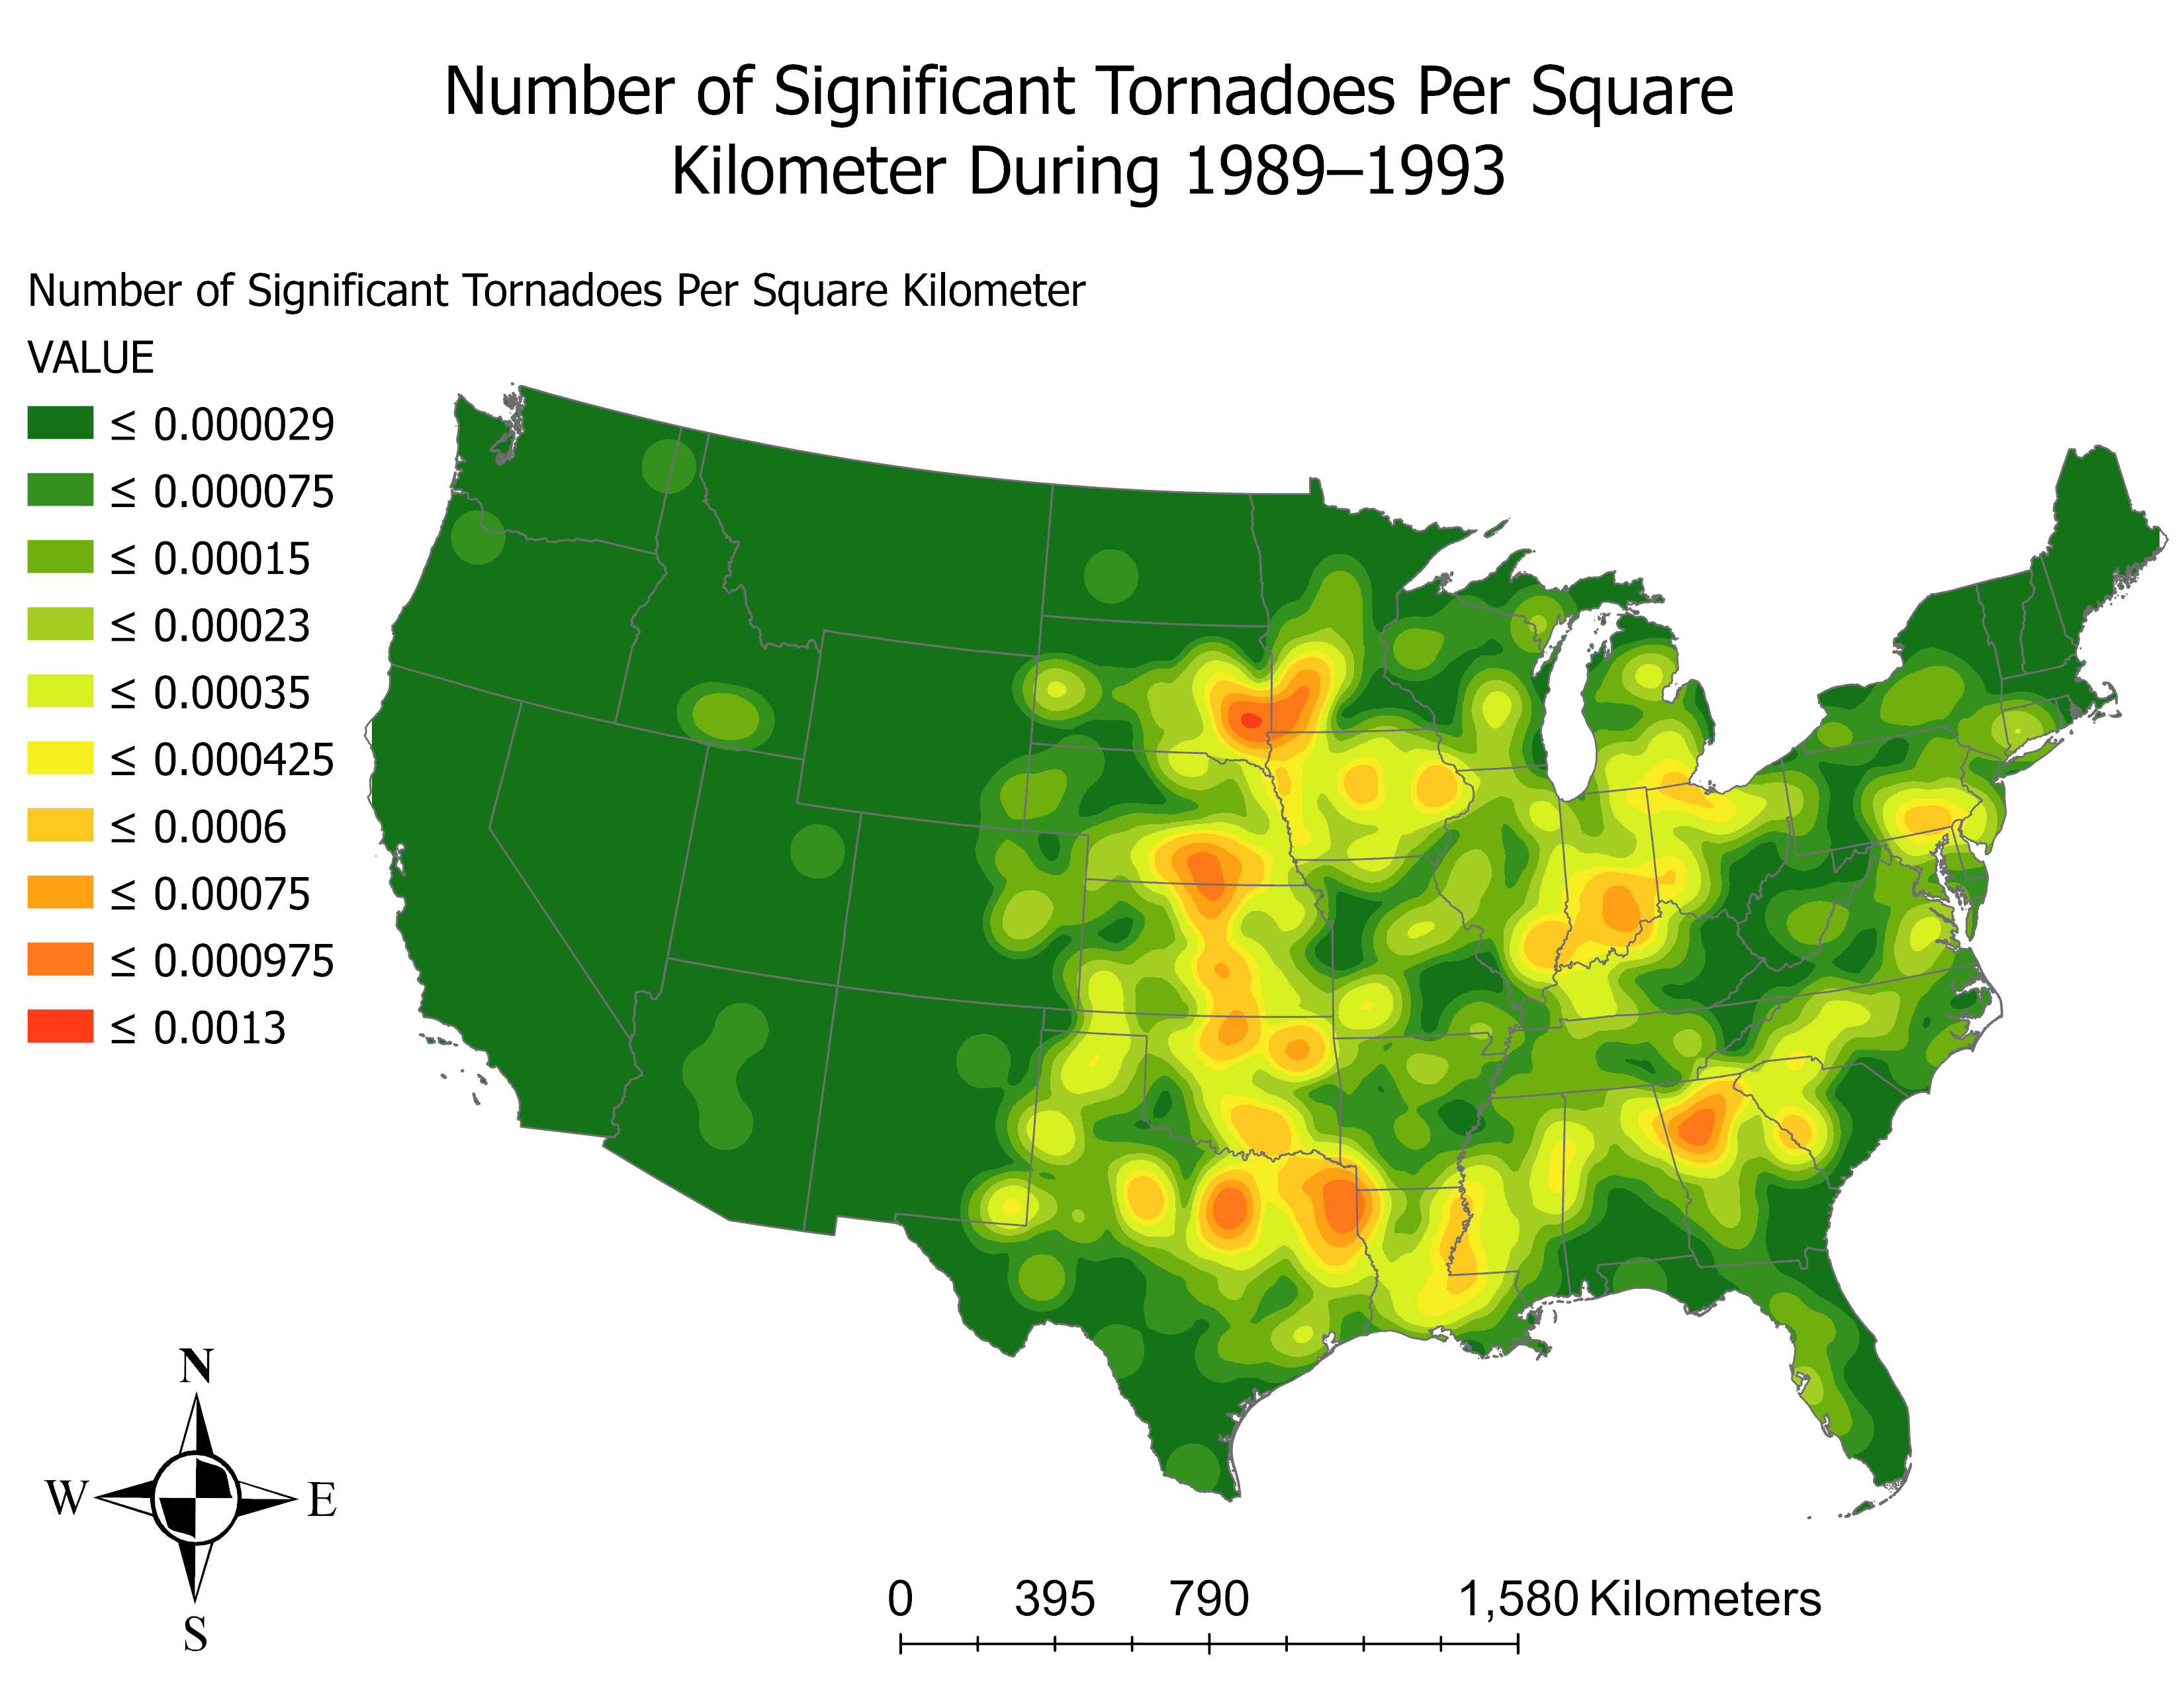 Number of Significant Tornadoes Per Square
Kilometer During 1989–1993
Number of Significant Tornadoes Per Square Kilometer
VALUE
≤ 0.000029
≤ 0.000075
≤ 0.00015
≤ 0.00023
≤ 0.00035
≤ 0.000425
≤ 0.0006
≤ 0.00075
≤ 0.000975
≤ 0.0013
N
W E
S
0 395 790 1,580 Kilometers